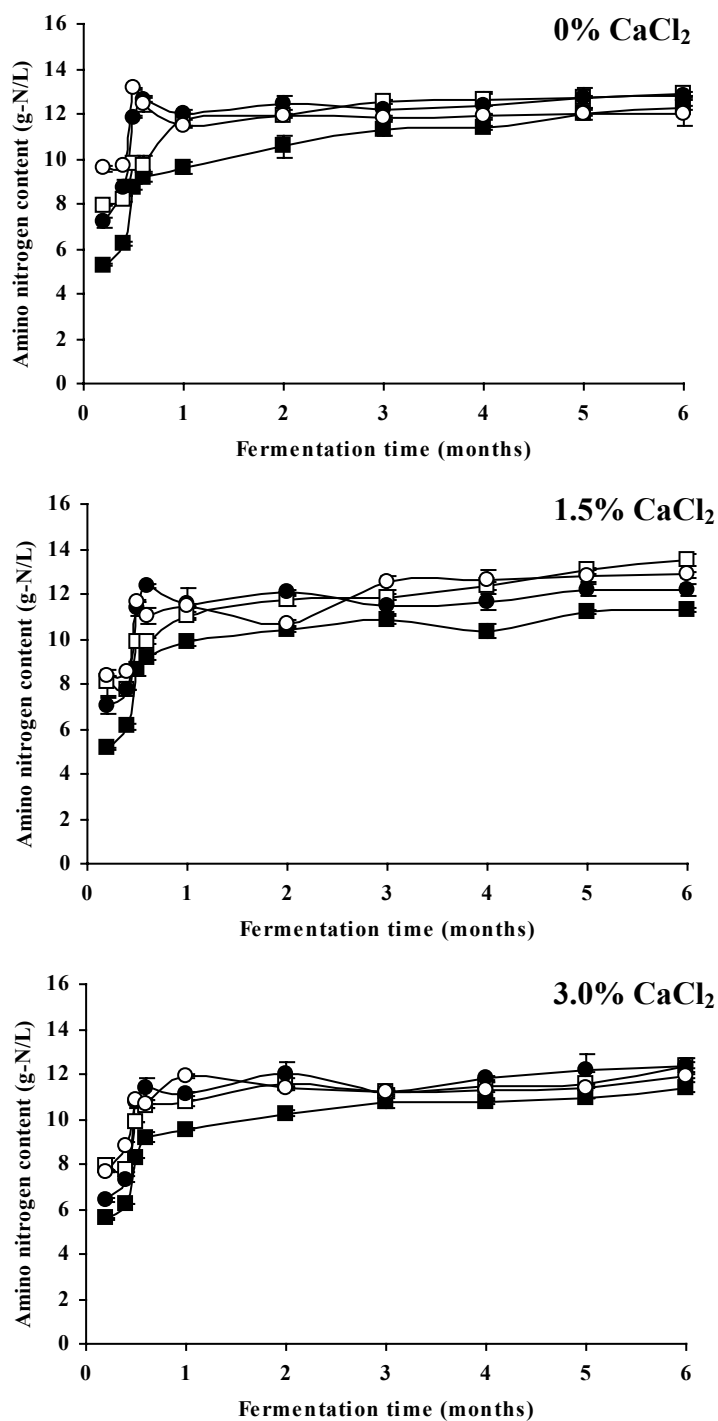 0% CaCl₂
Amino nitrogen content (g-N/L)
16
14
12
10
8
6
4
2
0
0 1 2 3 4 5 6
Fermentation time (months)
1.5% CaCl₂
Amino nitrogen content (g-N/L)
16
14
12
10
8
6
4
2
0
0 1 2 3 4 5 6
Fermentation time (months)
3.0% CaCl₂
Amino nitrogen content (g-N/L)
16
14
12
10
8
6
4
2
0
0 1 2 3 4 5 6
Fermentation time (months)